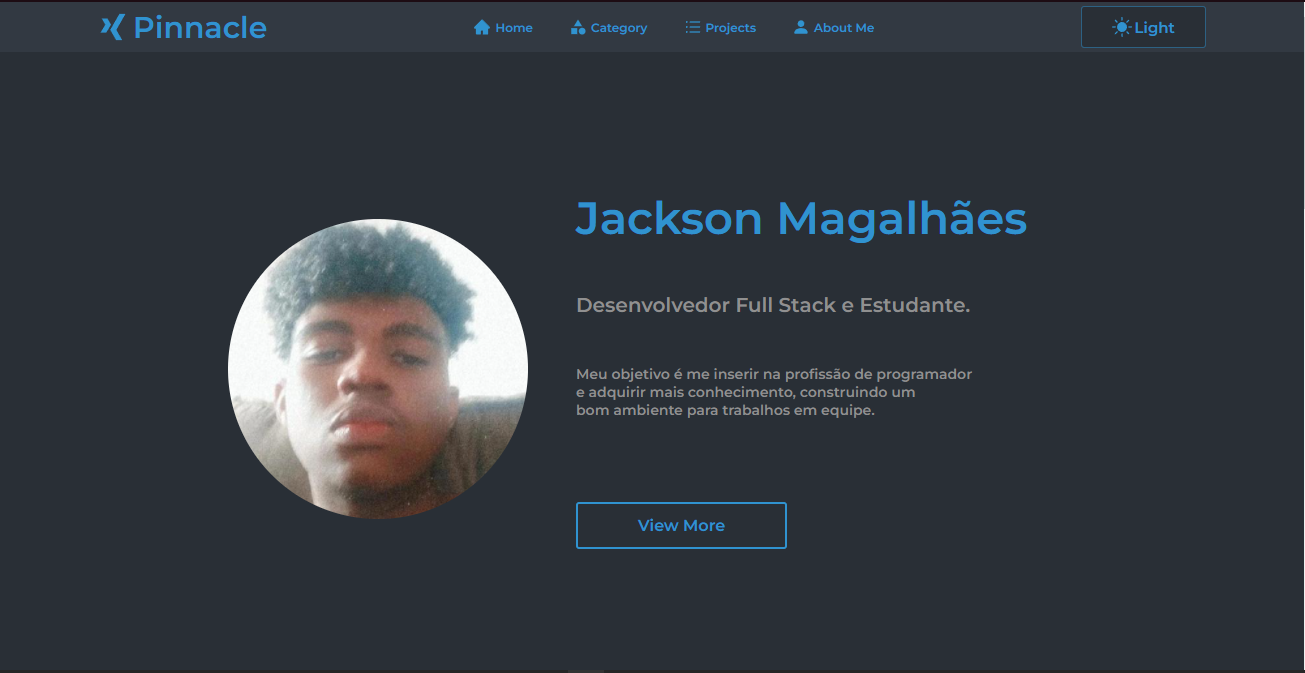 Pinnacle
Home
Category
Projects
About Me
Light
Jackson Magalhães
Desenvolvedor Full Stack e Estudante.
Meu objetivo é me inserir na profissão de programador
e adquirir mais conhecimento, construindo um
bom ambiente para trabalhos em equipe.
View More